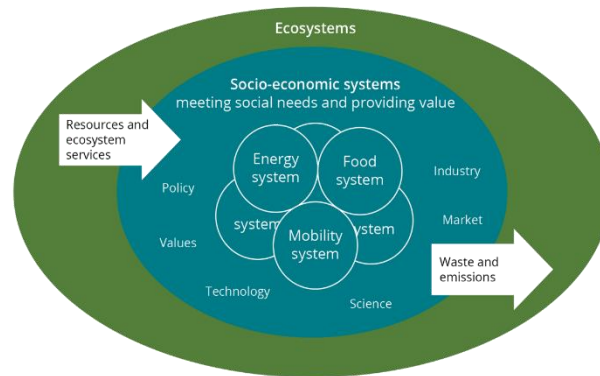 Ecosystems
Socio-economic systems
meeting social needs and providing value
Resources and
ecosystem
services
Energy
system
Food
system
Industry
Policy
system
Mobility
system
ystem
Market
Values
Waste and
emissions
Technology
Science